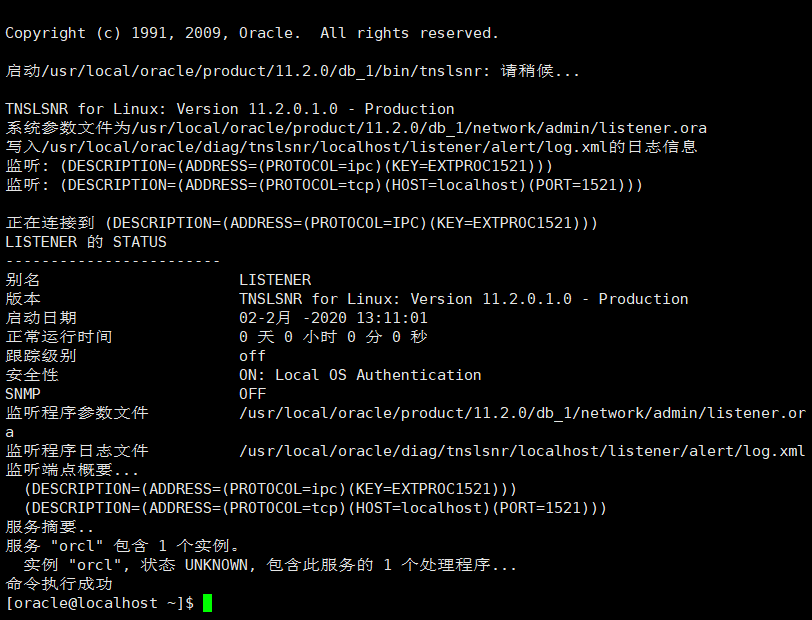 Copyright (c) 1991, 2009, Oracle.  All rights reserved.
启动/usr/local/oracle/product/11.2.0/db_1/bin/tnslsnr: 请稍候...
TNSLSNR for Linux: Version 11.2.0.1.0 - Production
系统参数文件为/usr/local/oracle/product/11.2.0/db_1/network/admin/listener.ora
写入/usr/local/oracle/diag/tnslsnr/localhost/listener/alert/log.xml的日志信息
监听: (DESCRIPTION=(ADDRESS=(PROTOCOL=ipc)(KEY=EXTPROC1521)))
监听: (DESCRIPTION=(ADDRESS=(PROTOCOL=tcp)(HOST=localhost)(PORT=1521)))
正在连接到 (DESCRIPTION=(ADDRESS=(PROTOCOL=IPC)(KEY=EXTPROC1521)))
LISTENER 的 STATUS
------------------------
别名                      LISTENER
版本                      TNSLSNR for Linux: Version 11.2.0.1.0 - Production
启动日期                  02-2月 -2020 13:11:01
正常运行时间              0 天 0 小时 0 分 0 秒
跟踪级别                  off
安全性                    ON: Local OS Authentication
SNMP                      OFF
监听程序参数文件          /usr/local/oracle/product/11.2.0/db_1/network/admin/listener.or
a
监听程序日志文件          /usr/local/oracle/diag/tnslsnr/localhost/listener/alert/log.xml
监听端点概要...
  (DESCRIPTION=(ADDRESS=(PROTOCOL=ipc)(KEY=EXTPROC1521)))
  (DESCRIPTION=(ADDRESS=(PROTOCOL=tcp)(HOST=localhost)(PORT=1521)))
服务摘要..
服务 "orcl" 包含 1 个实例。
  实例 "orcl", 状态 UNKNOWN, 包含此服务的 1 个处理程序...
命令执行成功
[oracle@localhost ~]$